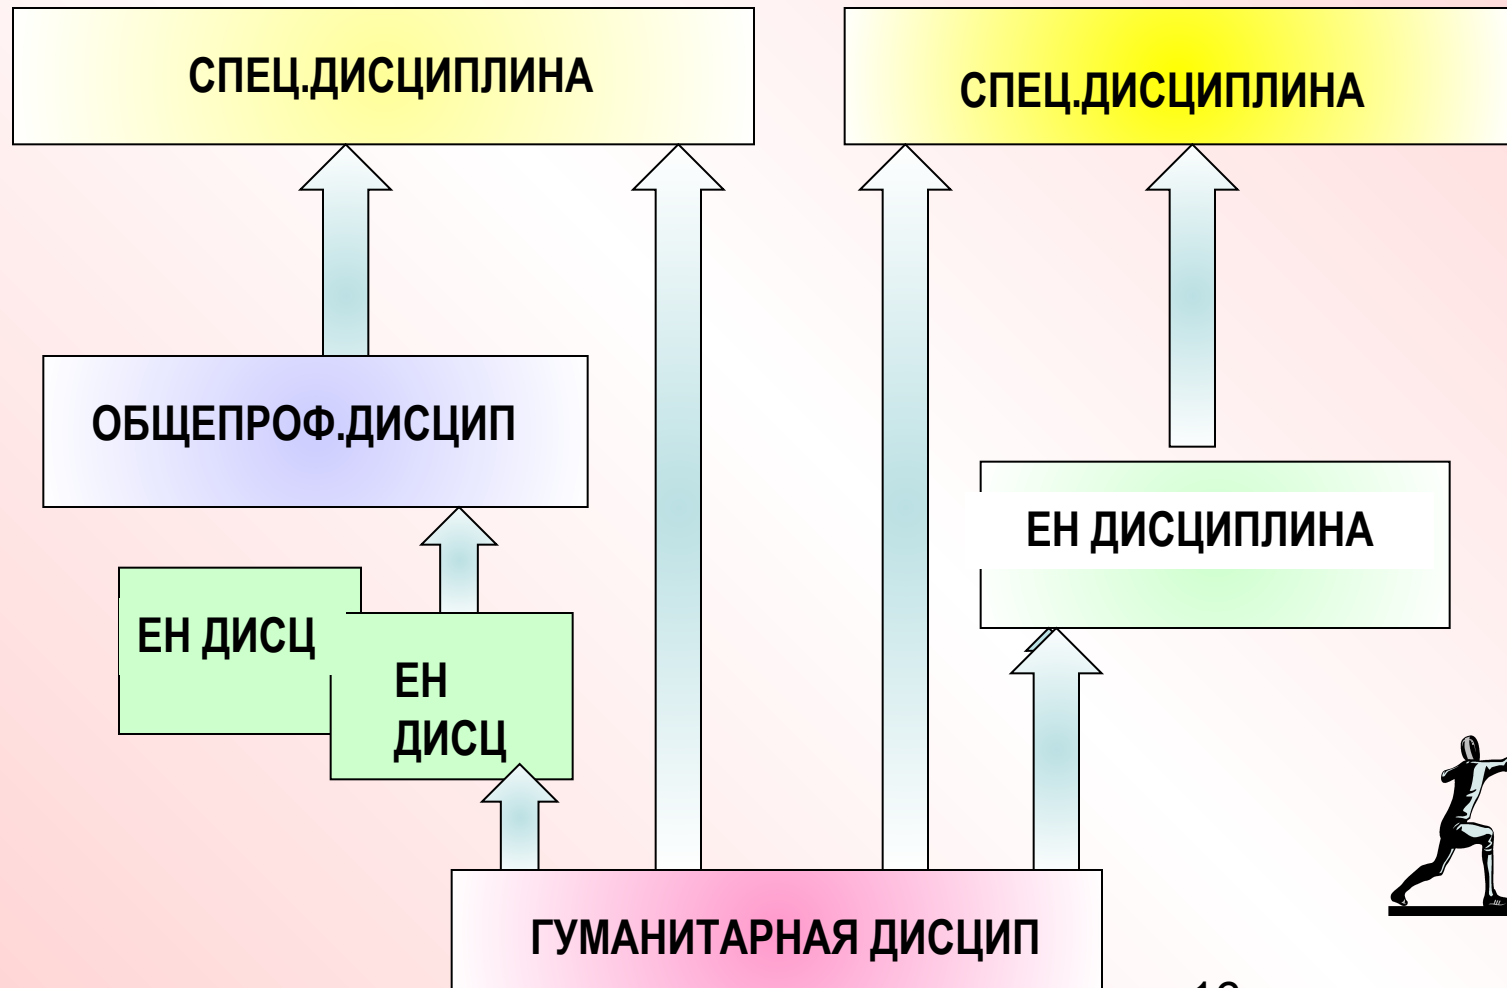 СПЕЦ.ДИСЦИПЛИНА
СПЕЦ.ДИСЦИПЛИНА
ОБЩЕПРОФ.ДИСЦИП
ЕН ДИСЦИПЛИНА
ЕН ДИСЦ
ЕН
ДИСЦ
ГУМАНИТАРНАЯ ДИСЦИП